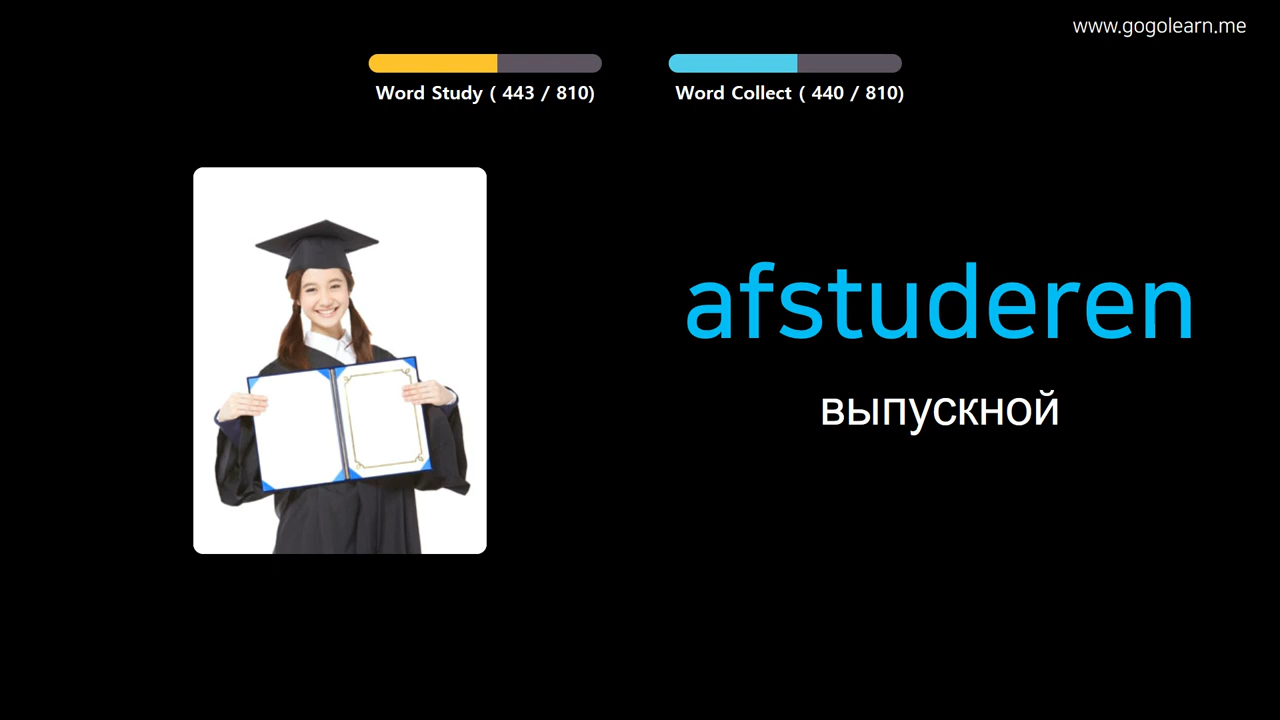 www.gogolearn.me
Word Study ( 443 / 810)
Word Collect ( 440 / 810)
afstuderen
выпускной